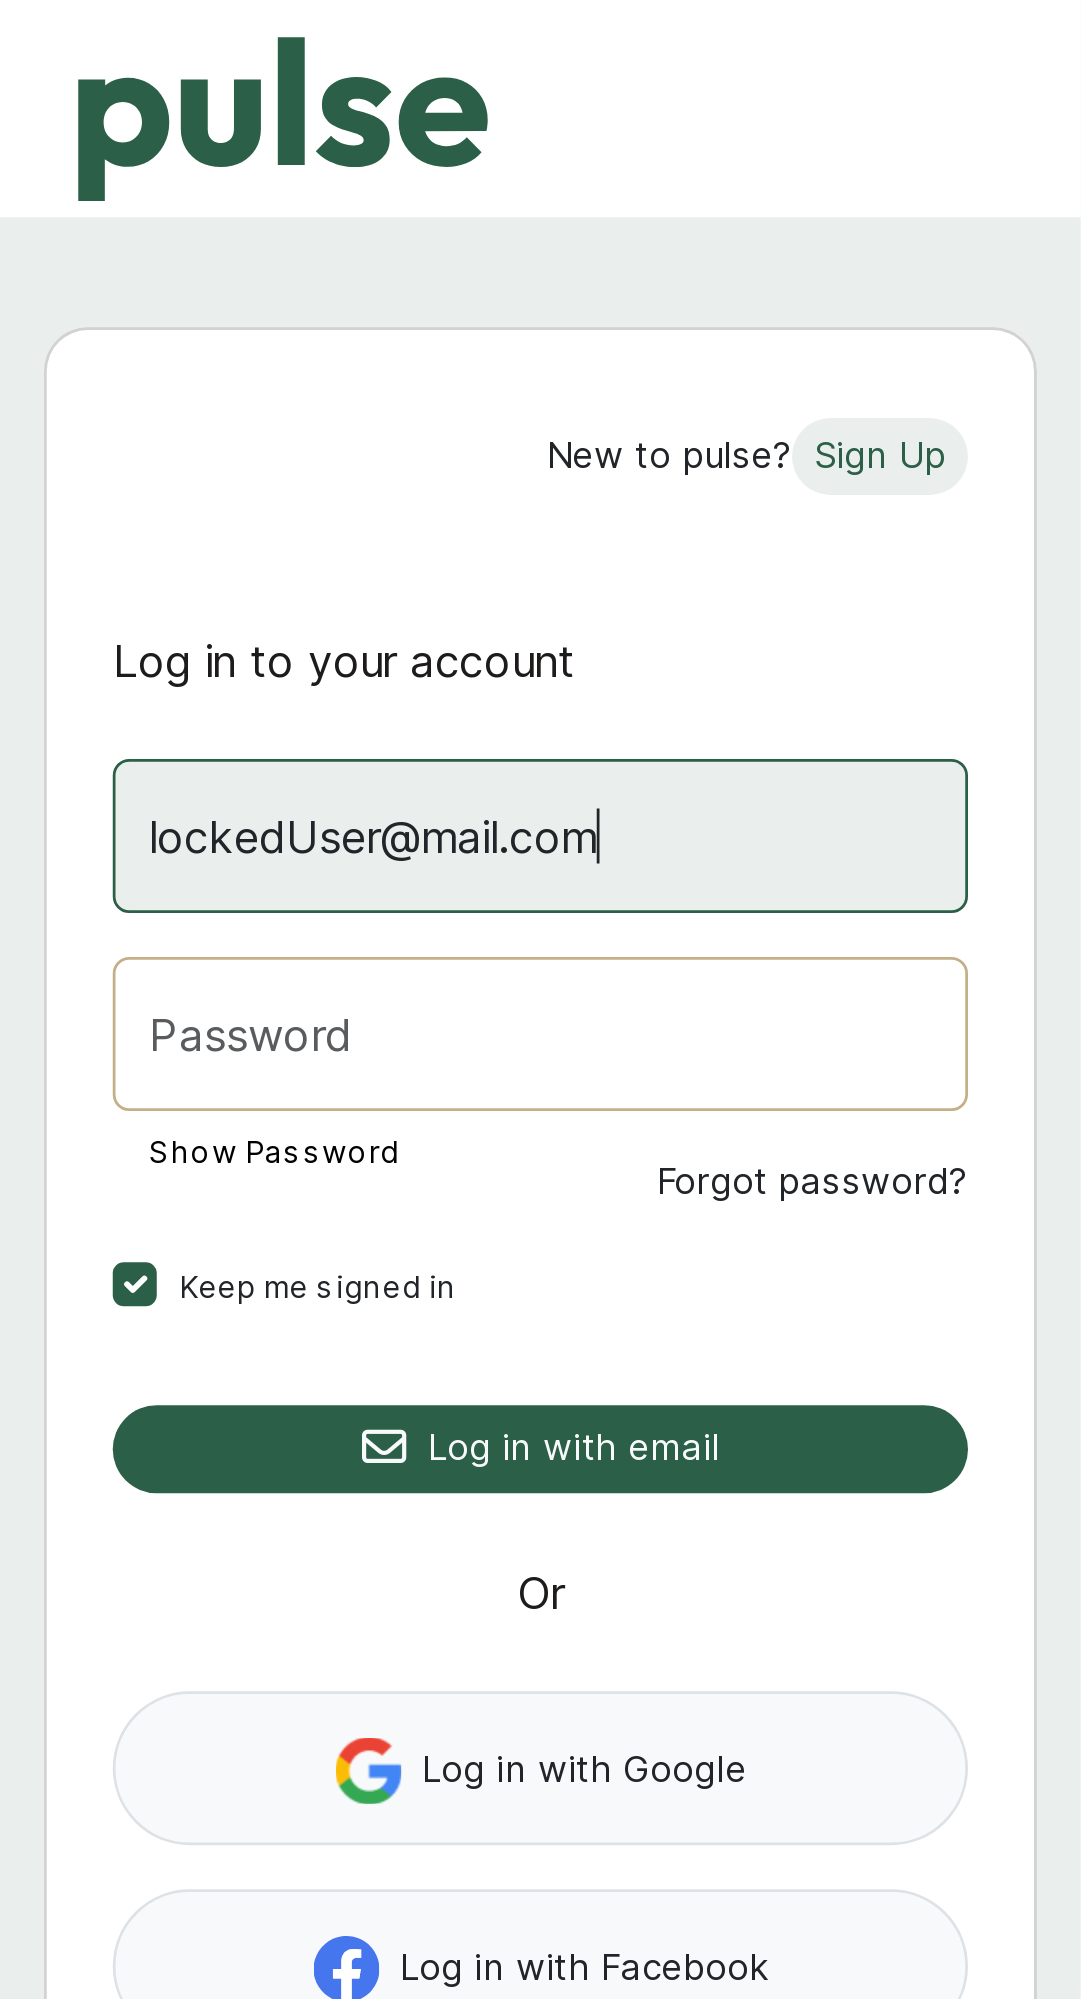 pulse
New to pulse? Sign Up
Log in to your account
lockedUser@mail.com
Password
Show Password
Forgot password?
Keep me signed in
Log in with email
Or
Log in with Google
Log in with Facebook